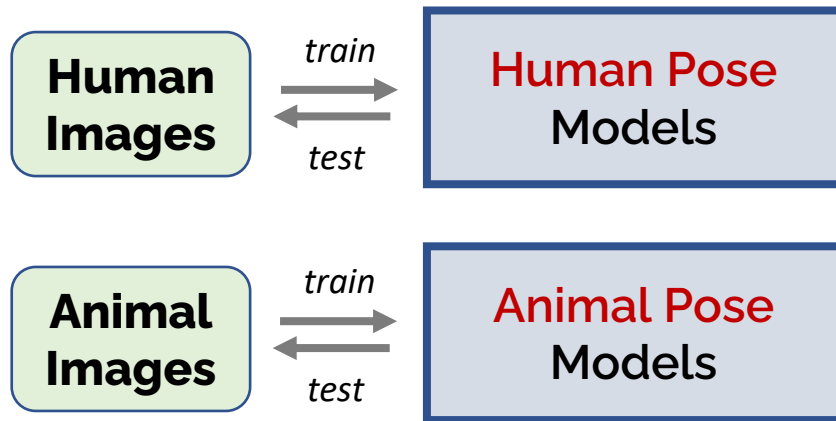 train
Human
Images
Human Pose
Models
test
train
Animal
Images
Animal Pose
Models
test